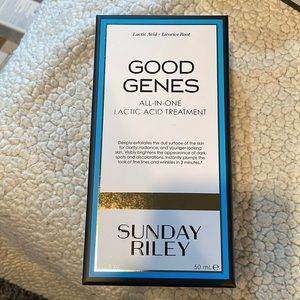 Lactic Acid + Licorice Root
GOOD
GENES
ALL-IN-ONE
LACTIC ACID TREATMENT
Deeply exfoliates the dull surface of the skin
for clarity, radiance, and younger-looking
skin. Visibly brightens the appearance of dark
spots and discolorations. Instantly plumps the
look of fine lines and wrinkles in 3 minutes.*
SUNDAY
RILEY
50 mL ℮